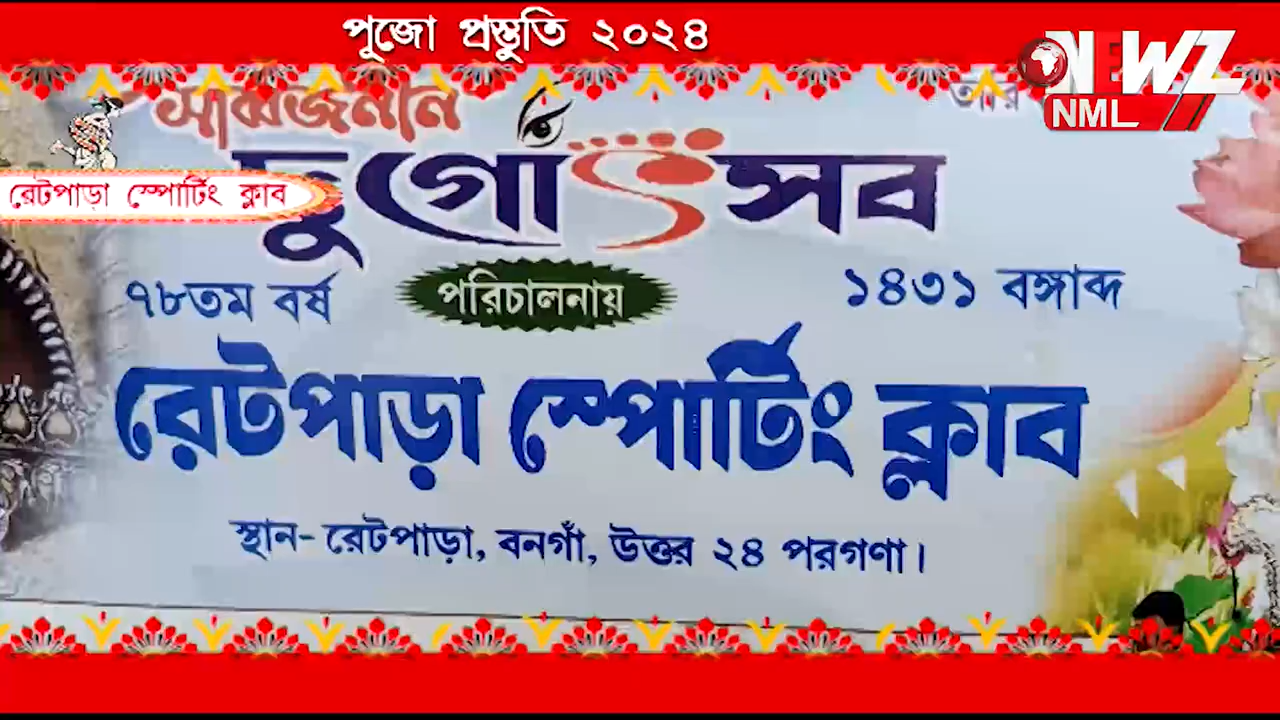 পুজো প্রস্তুতি ২০২৪
NEWZ
NML
সার্বজনীন
দুর্গোৎসব
রেটপাড়া স্পোর্টিং ক্লাব
৭৮তম বর্ষ
পরিচালনায়
১৪৩১ বঙ্গাব্দ
রেটপাড়া স্পোর্টিং ক্লাব
স্থান- রেটপাড়া, বনগাঁ, উত্তর ২৪ পরগণা।